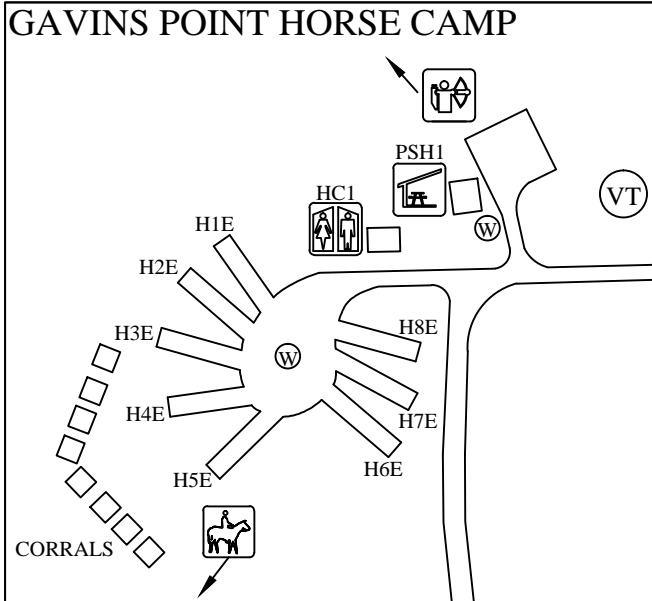 GAVINS POINT HORSE CAMP
PSH1
VT
HC1
W
H1E
H2E
H3E
H8E
W
H4E
H7E
H6E
H5E
CORRALS